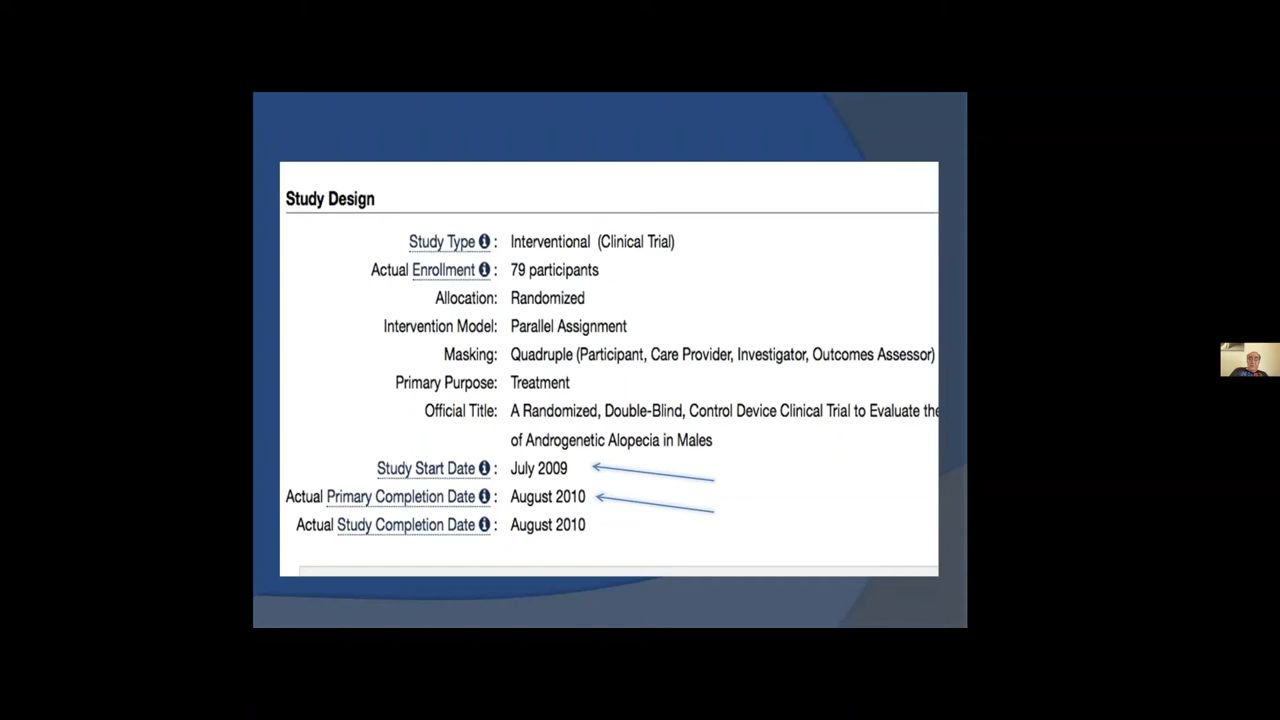 Study Design
Study Type : Interventional (Clinical Trial)
Actual Enrollment : 79 participants
Allocation: Randomized
Intervention Model: Parallel Assignment
Masking: Quadruple (Participant, Care Provider, Investigator, Outcomes Assessor)
Primary Purpose: Treatment
Official Title: A Randomized, Double-Blind, Control Device Clinical Trial to Evaluate the
of Androgenetic Alopecia in Males
Study Start Date : July 2009
Actual Primary Completion Date : August 2010
Actual Study Completion Date : August 2010